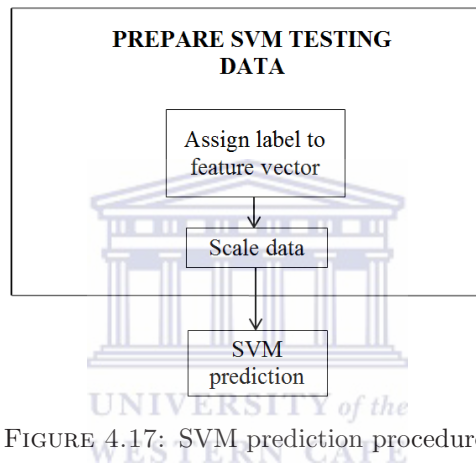 PREPARE SVM TESTING
DATA
Assign label to
feature vector
Scale data
SVM
prediction
UNIVERSITY of the
FIGURE 4.17: SVM prediction procedure
WESTERN CAPE